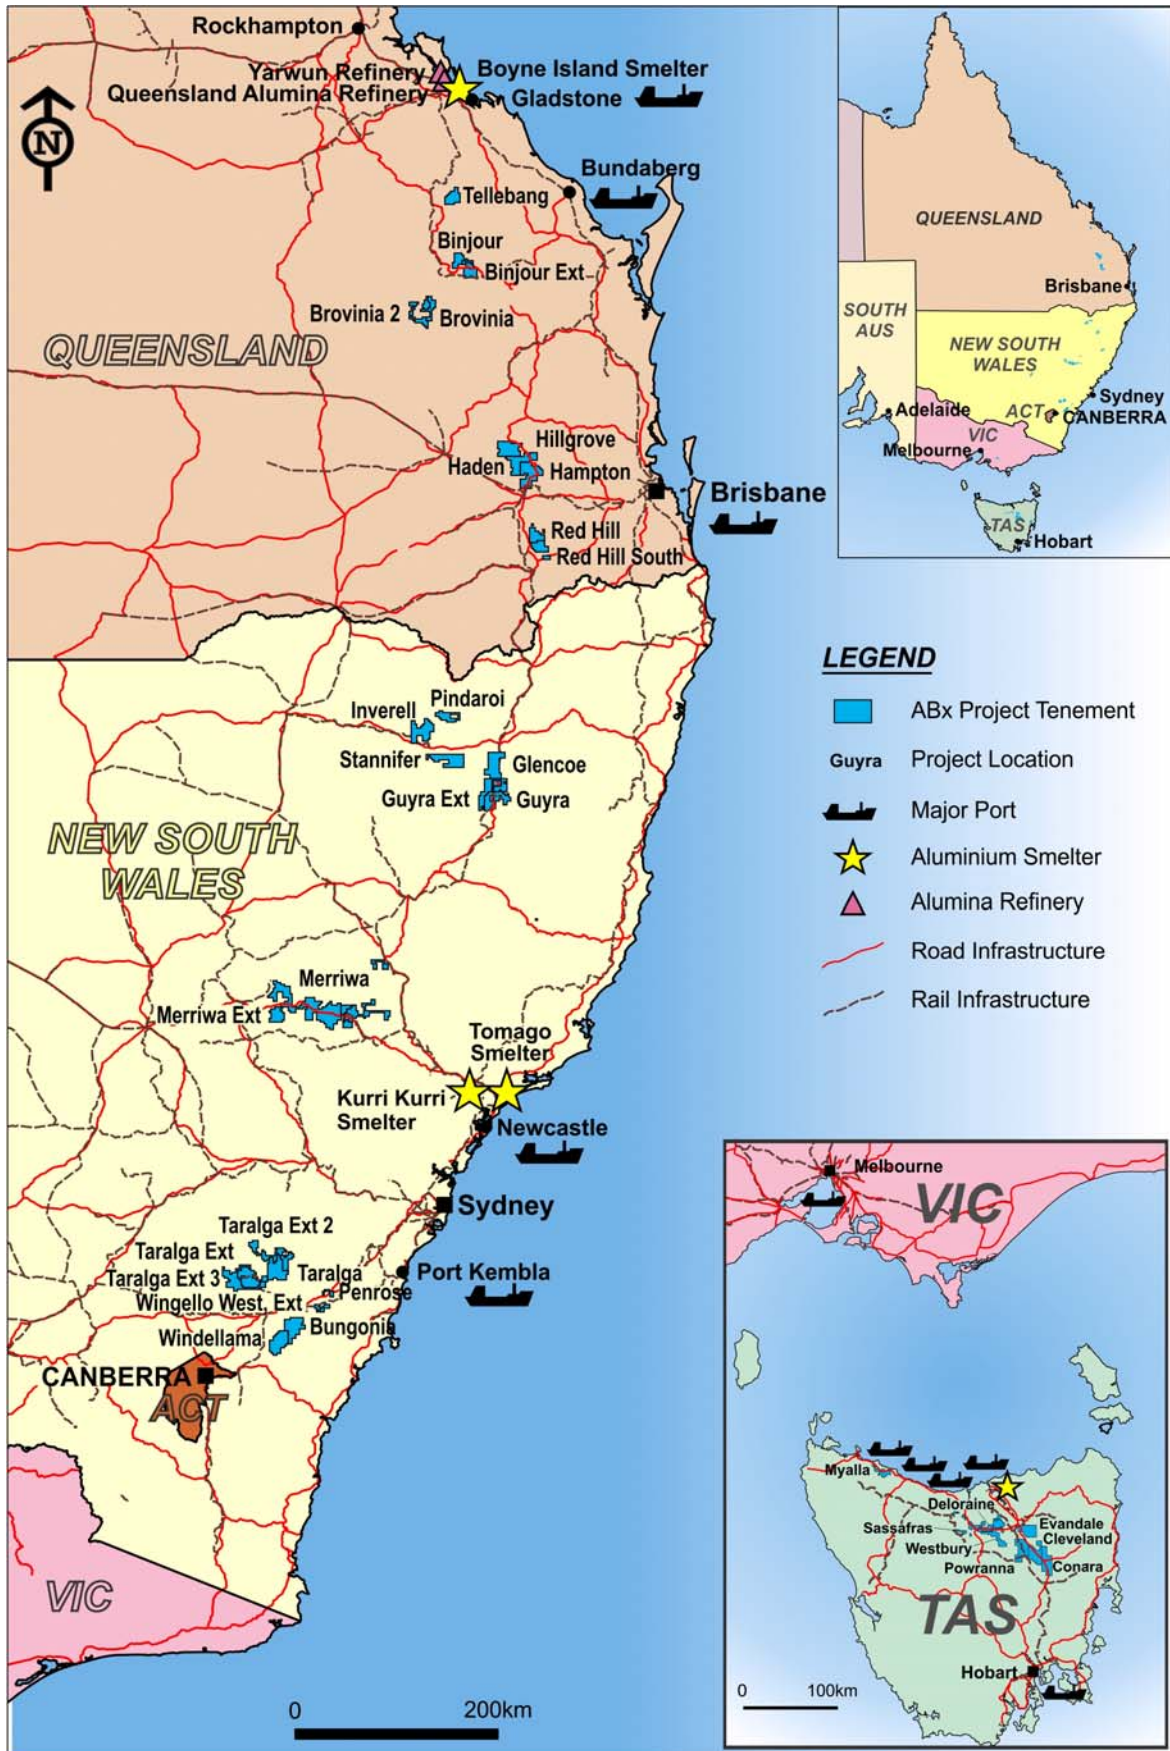 Rockhampton
Yarwun Refinery
Boyne Island Smelter
Queensland Alumina Refinery
Gladstone
N
Bundaberg
Tellebang
Binjour
Binjour Ext
Brovinia 2
Brovinia
QUEENSLAND
Hillgrove
Haden
Hampton
Brisbane
Red Hill
Red Hill South
Pindaroi
Inverell
Stannifer
Glencoe
Guyra Ext
Guyra
NEW SOUTH
WALES
Merriwa
Merriwa Ext
Tomago
Smelter
Kurri Kurri
Smelter
Newcastle
Sydney
Taralga Ext 2
Taralga Ext
Taralga Ext 3
Taralga
Port Kembla
Penrose
Wingello West, Ext
Bungonia
Windellama
CANBERRA
ACT
VIC
0
200km
QUEENSLAND
Brisbane
SOUTH
AUS
NEW SOUTH
WALES
Sydney
ACT
CANBERRA
Adelaide
VIC
Melbourne
TAS
Hobart
LEGEND
ABx Project Tenement
Guyra Project Location
Major Port
Aluminium Smelter
Alumina Refinery
Road Infrastructure
Rail Infrastructure
Melbourne
VIC
Myalla
Deloraine
Sassafras
Evandale
Cleveland
Westbury
Powranna
Conara
TAS
Hobart
0
100km